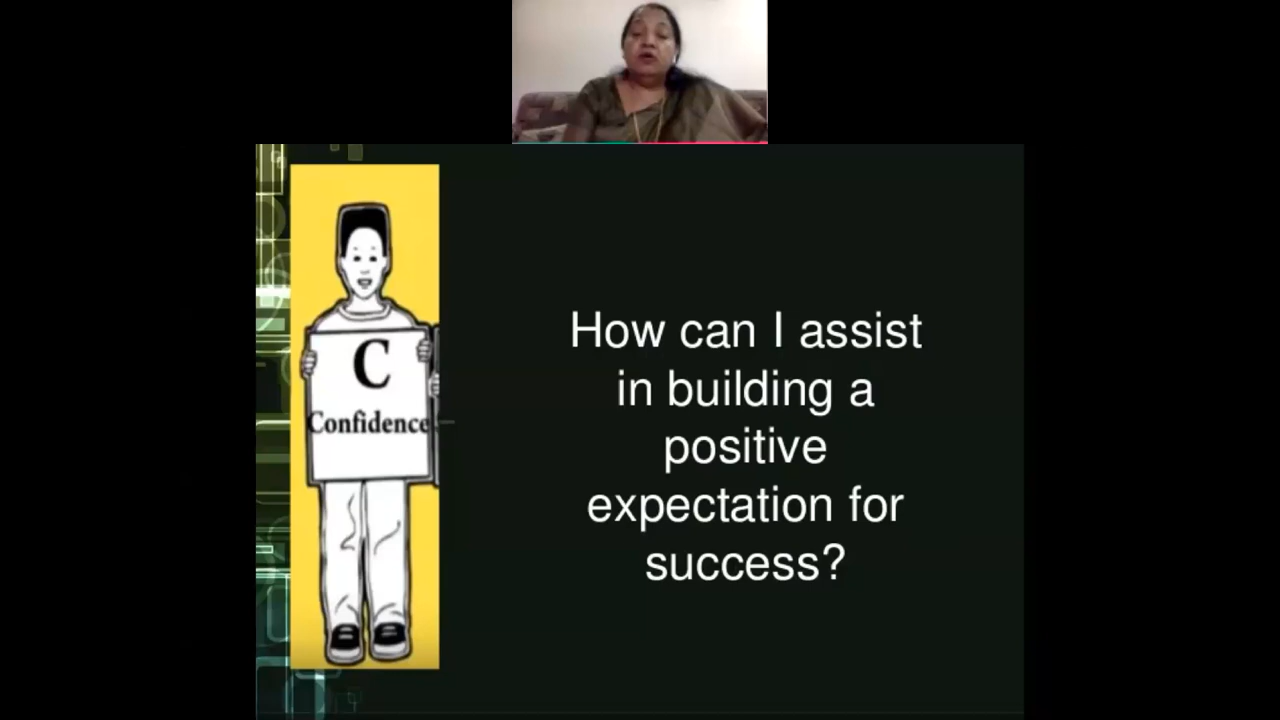 C
Confidence
How can I assist
in building a
positive
expectation for
success?